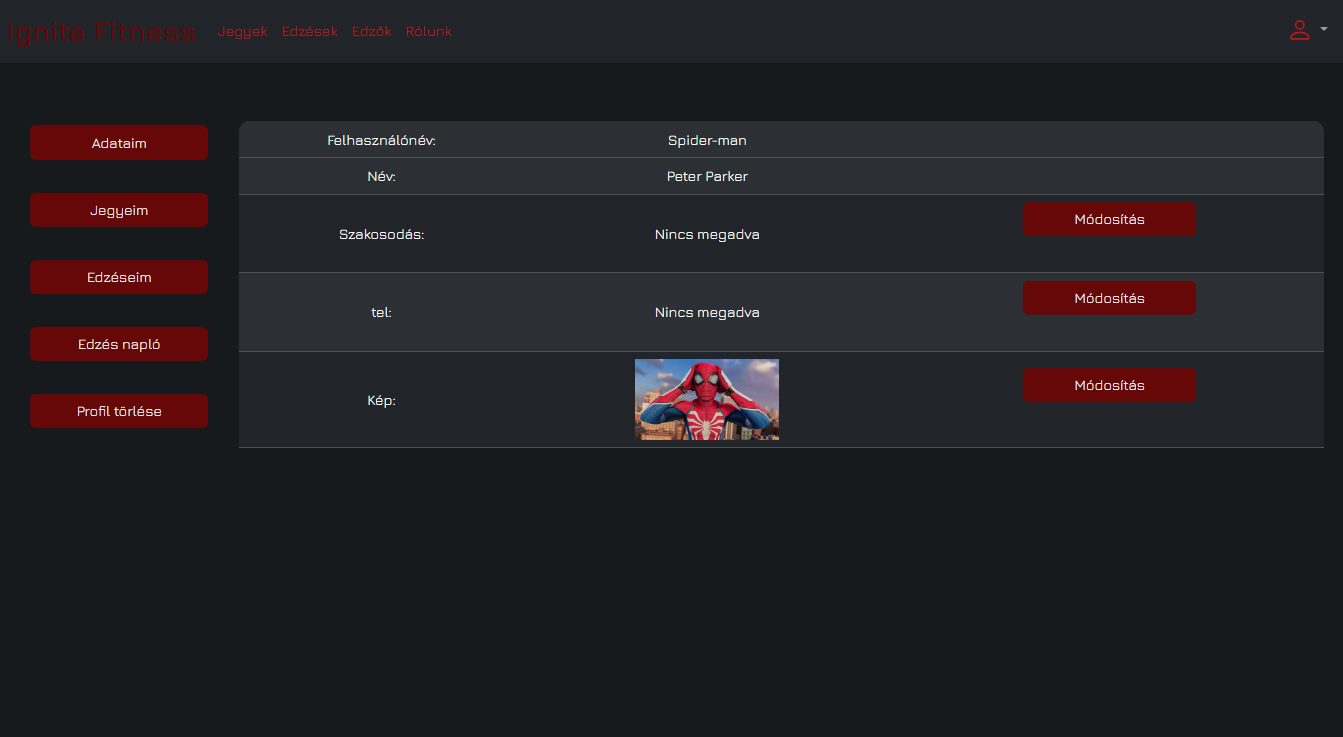 Ignite Fitness Jegyek Edzések Edzők Rólunk
Adataim
Jegyeim
Edzéseim
Edzés napló
Profil törlése
Felhasználónév: Spider-man
Név: Peter Parker
Szakosodás: Nincs megadva Módosítás
tel: Nincs megadva Módosítás
Kép: Módosítás